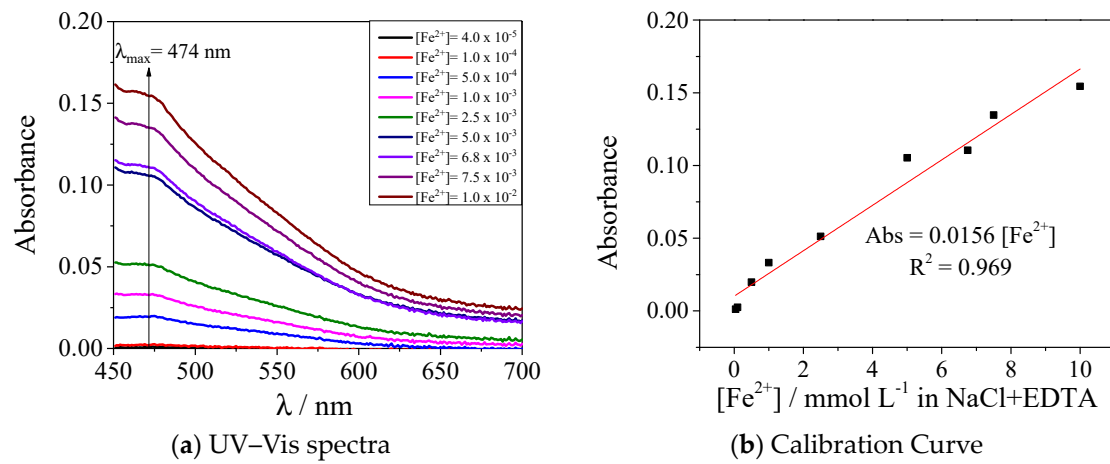 0.20
0.15
0.10
0.05
0.00
Absorbance
λmax= 474 nm
[Fe²⁺]= 4.0 x 10⁻⁵
[Fe²⁺]= 1.0 x 10⁻⁴
[Fe²⁺]= 5.0 x 10⁻⁴
[Fe²⁺]= 1.0 x 10⁻³
[Fe²⁺]= 2.5 x 10⁻³
[Fe²⁺]= 5.0 x 10⁻³
[Fe²⁺]= 6.8 x 10⁻³
[Fe²⁺]= 7.5 x 10⁻³
[Fe²⁺]= 1.0 x 10⁻²
450 500 550 600 650 700
λ / nm
(a) UV–Vis spectra
0.20
0.15
0.10
0.05
0.00
Absorbance
Abs = 0.0156 [Fe²⁺]
R² = 0.969
0 2 4 6 8 10
[Fe²⁺] / mmol L⁻¹ in NaCl+EDTA
(b) Calibration Curve